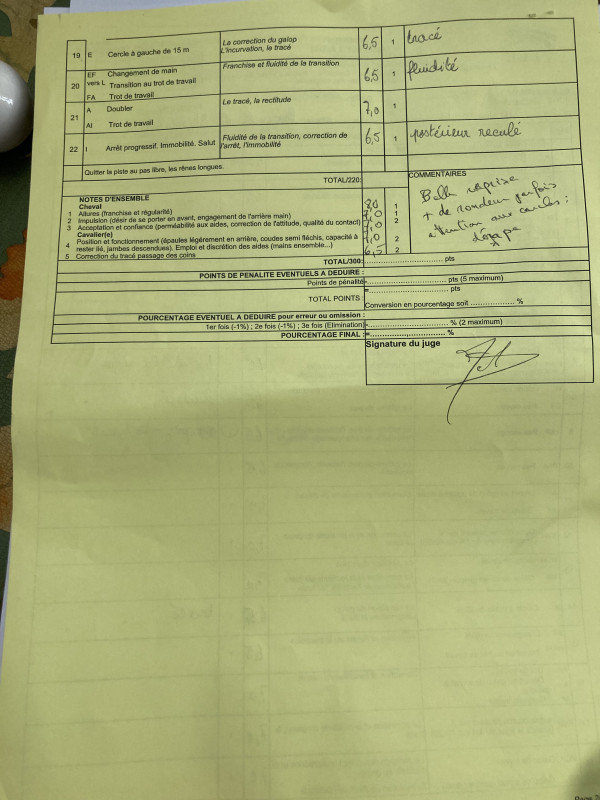 19 E Cercle à gauche de 15 m La correction du galop 6,5 1 tracé
L'incurvation, le tracé
20 EF Changement de main Franchise et fluidité de la transition 6,5 1 fluidité
vers L Transition au trot de travail
FA Trot de travail
21 A Doubler Le tracé, la rectitude 7,0 1
AI Trot de travail
22 I Arrêt progressif. Immobilité. Salut Fluidité de la transition, correction de 6,5 1 postérieur reculé
l'arrêt, l'immobilité
Quitter la piste au pas libre, les rênes longues.
TOTAL/220:
COMMENTAIRES
Belle reprise
+ de rondeur parfois
attention aux cercles :
NOTES D'ENSEMBLE
Cheval
1 Allures (franchise et régularité) 8,0 1
2 Impulsion (désir de se porter en avant, engagement de l'arrière main) 7,0 1
3 Acceptation et confiance (perméabilité aux aides, correction de l'attitude, qualité du contact) 7,0 2
Cavalier(e)
4 Position et fonctionnement (épaules légèrement en arrière, coudes semi fléchis, capacité à 7,0 2
rester lié, jambes descendues). Emploi et discrétion des aides (mains ensemble...)
5 Correction du tracé passage des coins 6,5 2
TOTAL/300:.......................................... pts
POINTS DE PENALITE EVENTUELS A DEDUIRE :
Points de pénalité -.......................................... pts (5 maximum)
=.......................................... pts
TOTAL POINTS :
Conversion en pourcentage soit .................. %
POURCENTAGE EVENTUEL A DEDUIRE pour erreur ou omission :
1er fois (-1%) ; 2e fois (-1%) ; 3e fois (Elimination) -.......................................... % (2 maximum)
POURCENTAGE FINAL : =.......................................... %
Signature du juge